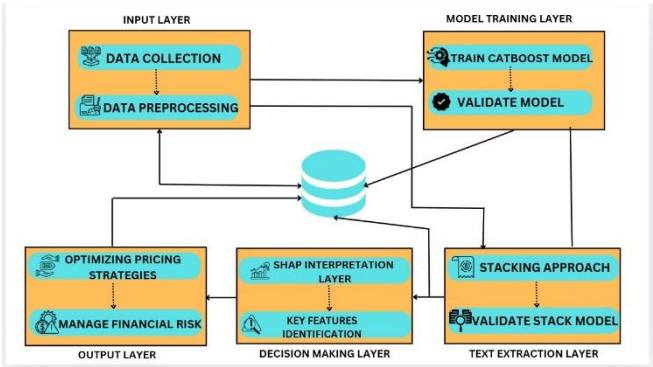 INPUT LAYER
DATA COLLECTION
DATA PREPROCESSING
MODEL TRAINING LAYER
TRAIN CATBOOST MODEL
VALIDATE MODEL
OPTIMIZING PRICING
STRATEGIES
MANAGE FINANCIAL RISK
OUTPUT LAYER
SHAP INTERPRETATION
LAYER
KEY FEATURES
IDENTIFICATION
DECISION MAKING LAYER
STACKING APPROACH
VALIDATE STACK MODEL
TEXT EXTRACTION LAYER